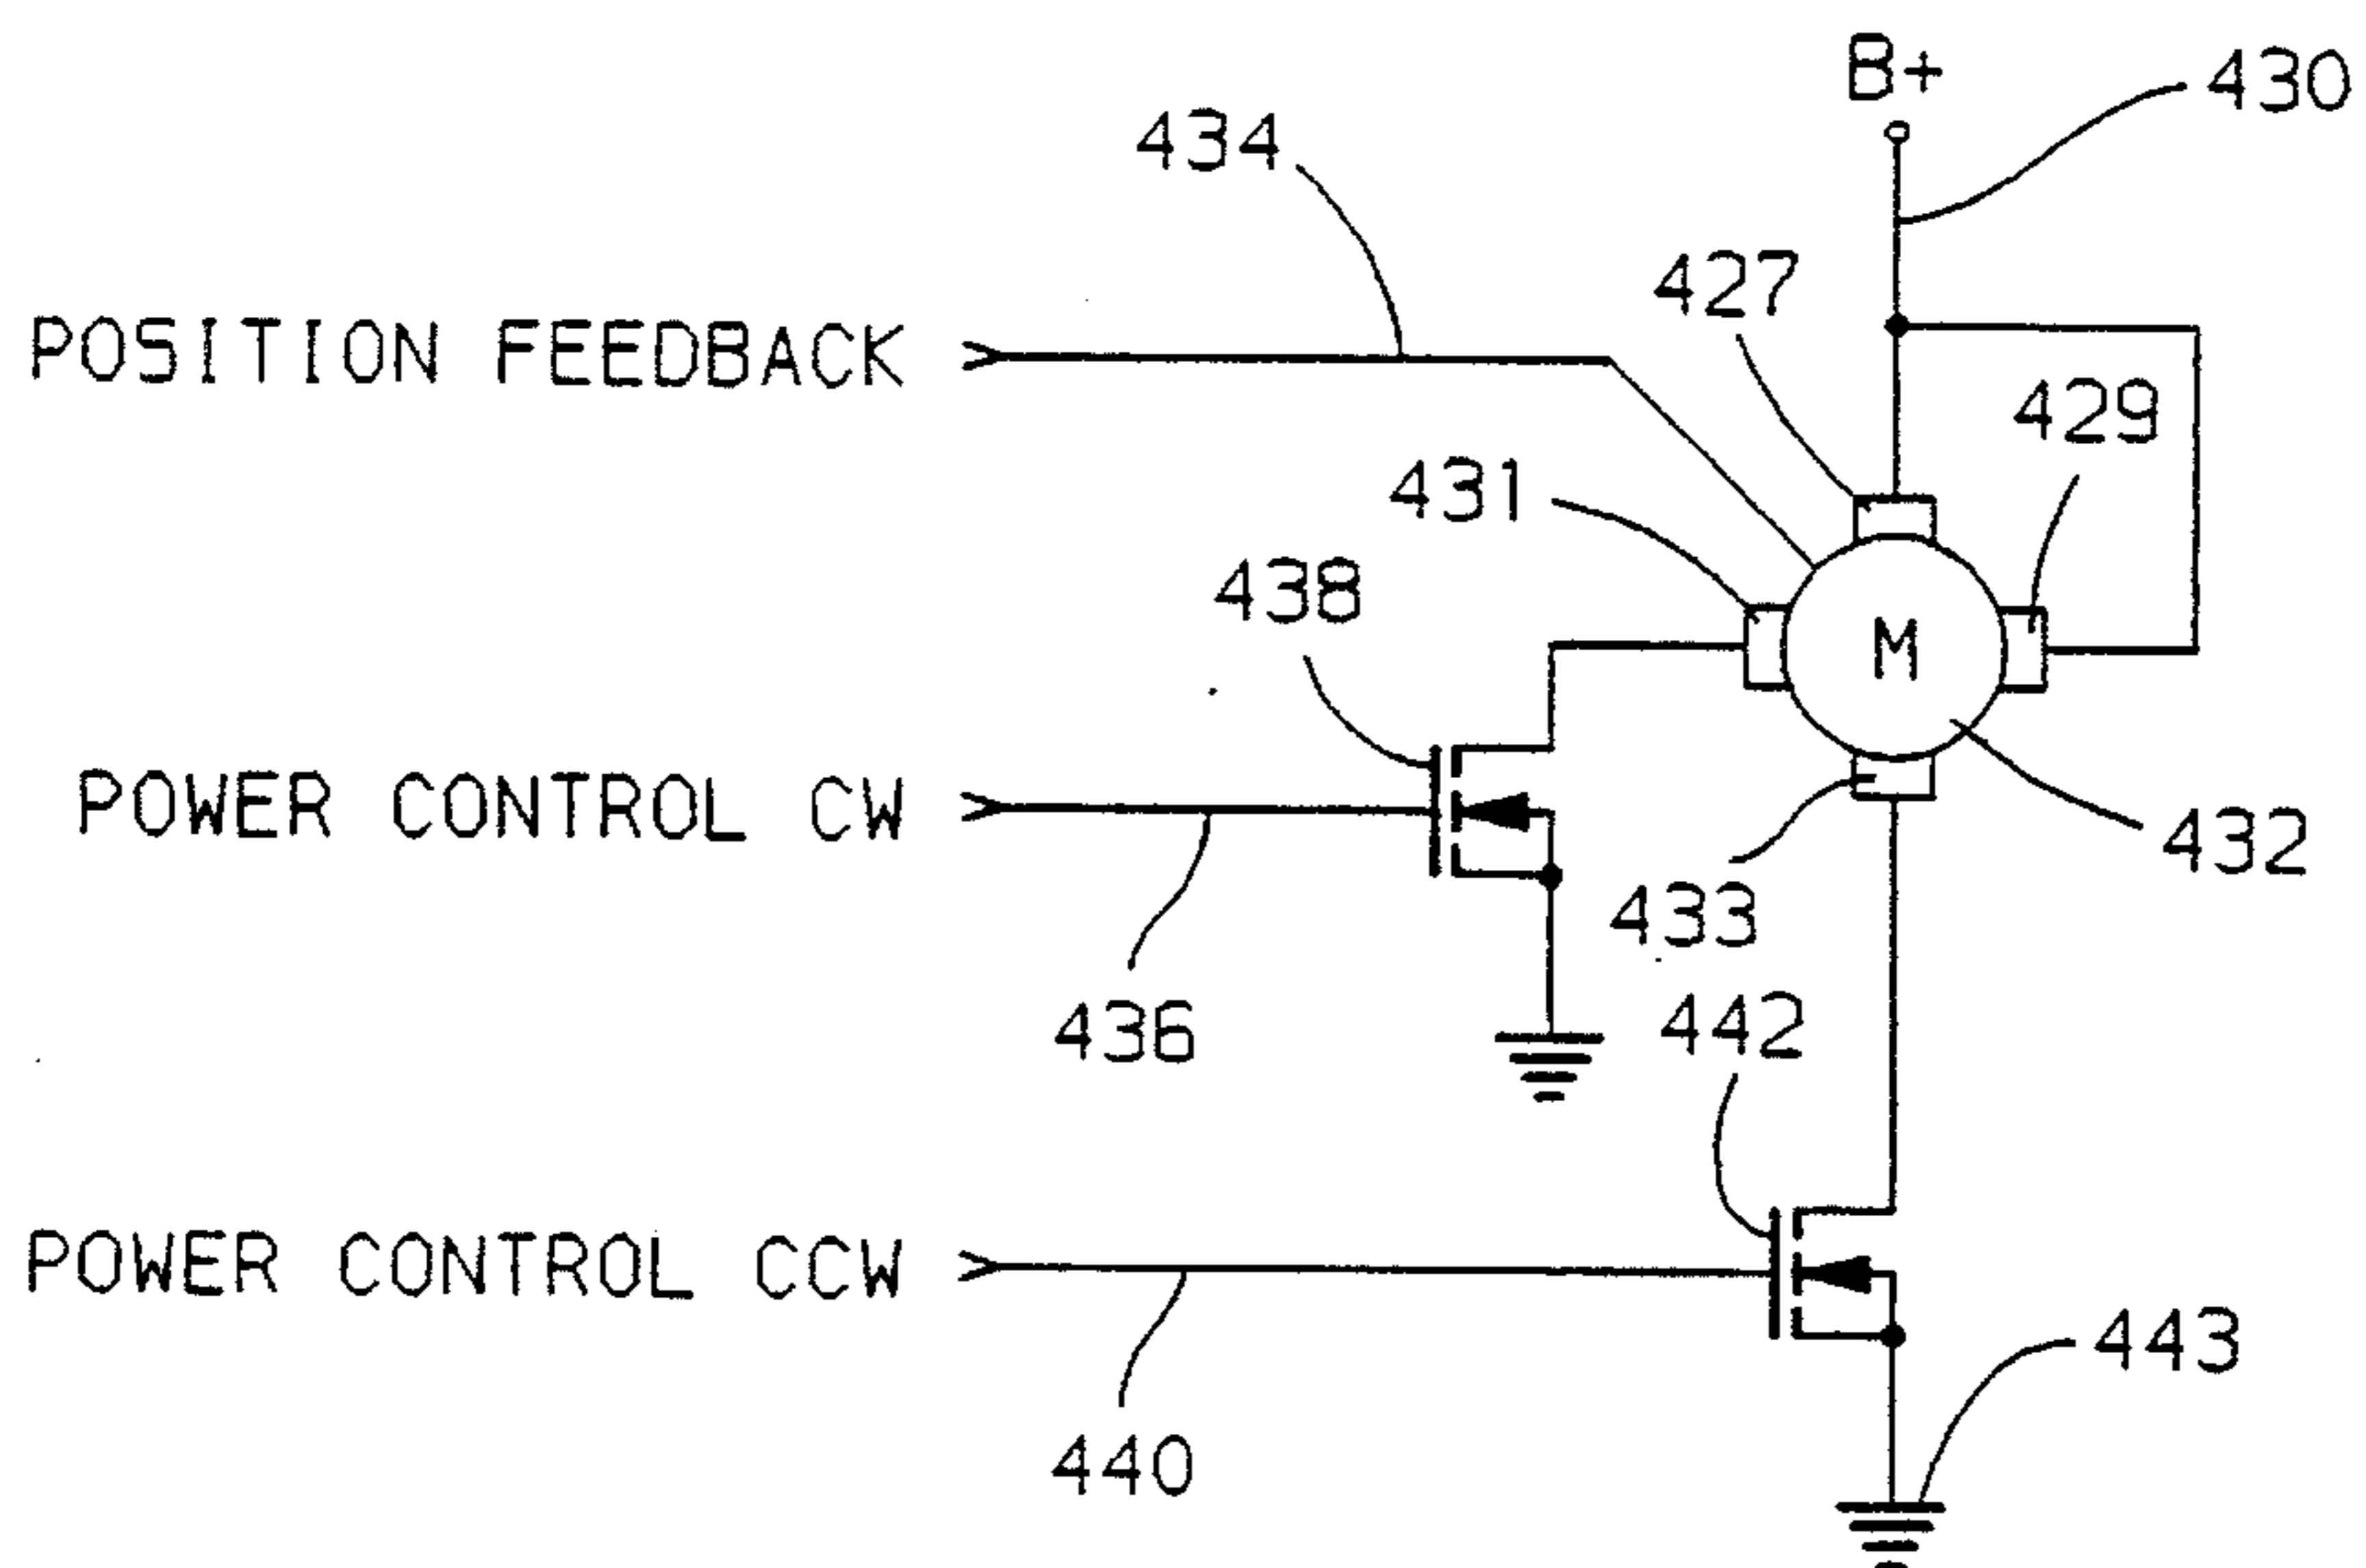 B+
430
434
427
POSITION FEEDBACK
429
431
438
M
POWER CONTROL CW
432
433
436
442
POWER CONTROL CCW
443
440